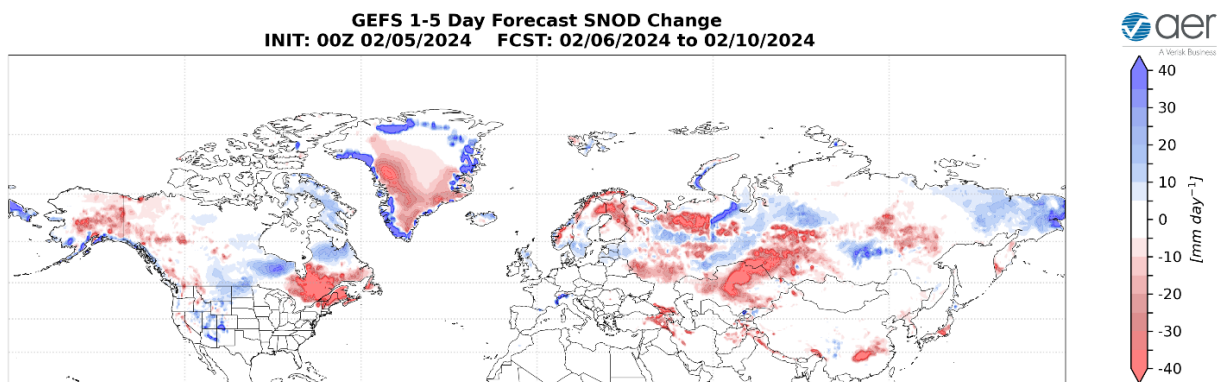 GEFS 1-5 Day Forecast SNOD Change
INIT: 00Z 02/05/2024 FCST: 02/06/2024 to 02/10/2024
aer
A Verisk Business
40
30
20
10
0
-10
-20
-30
-40
[mm day⁻¹]